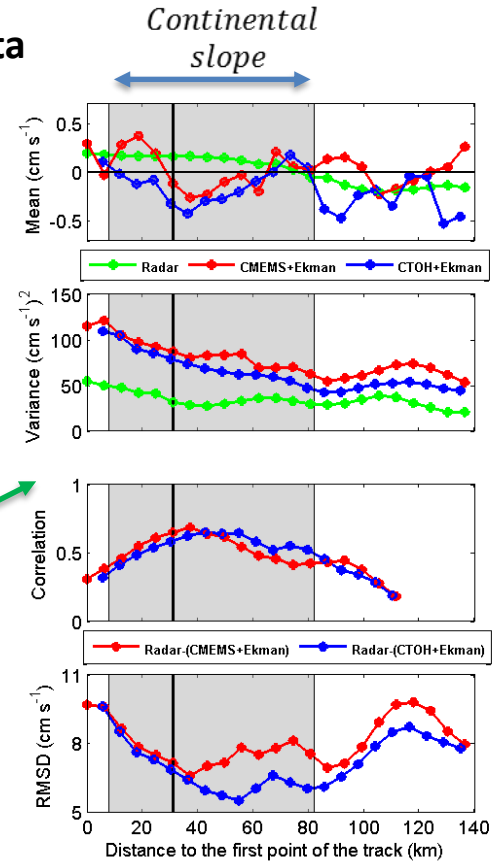 Continental
slope
ta
Mean (cm s⁻¹)
0.5
0
-0.5
Radar CMEMS+Ekman CTOH+Ekman
Variance (cm s⁻¹)²
150
100
50
0
Correlation
1
0.5
0
Radar-(CMEMS+Ekman) Radar-(CTOH+Ekman)
RMSD (cm s⁻¹)
11
8
5
0 20 40 60 80 100 120 140
Distance to the first point of the track (km)